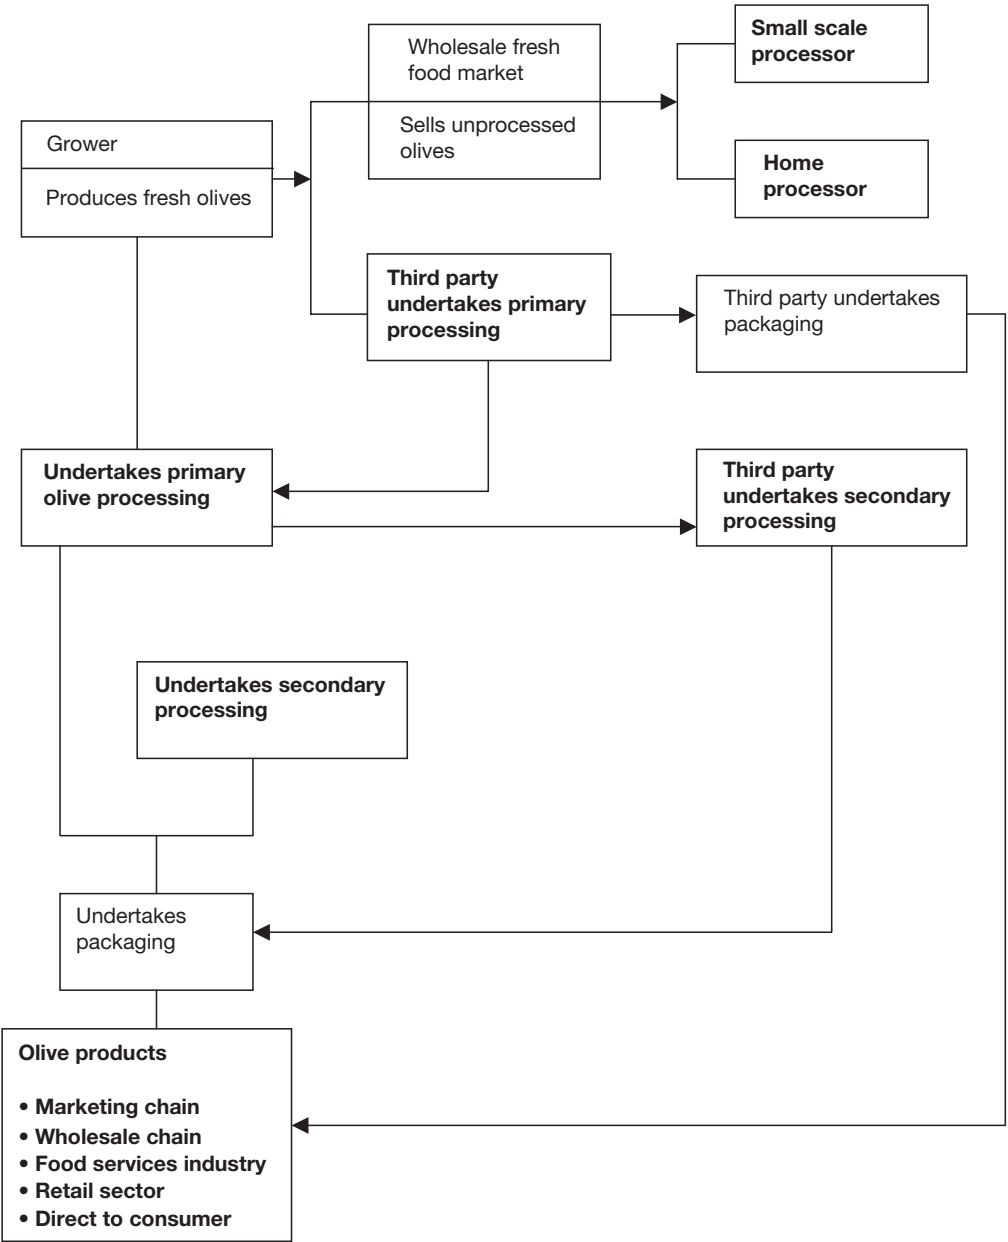 Wholesale fresh
food market
Sells unprocessed
olives
Small scale
processor
Home
processor
Grower
Produces fresh olives
Third party
undertakes primary
processing
Third party undertakes
packaging
Undertakes primary
olive processing
Third party
undertakes secondary
processing
Undertakes secondary
processing
Undertakes
packaging
Olive products
• Marketing chain
• Wholesale chain
• Food services industry
• Retail sector
• Direct to consumer